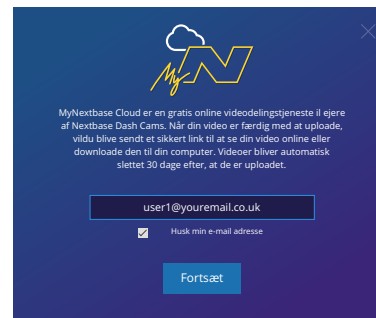 My N
MyNextbase Cloud er en gratis online videodelingstjeneste il ejere
af Nextbase Dash Cams. Når din video er færdig med at uploade,
vildu blive sendt et sikkert link til at se din video online eller
downloade den til din computer. Videoer bliver automatisk
slettet 30 dage efter, at de er uploadet.
user1@youremail.co.uk
Husk min e-mail adresse
Fortsæt